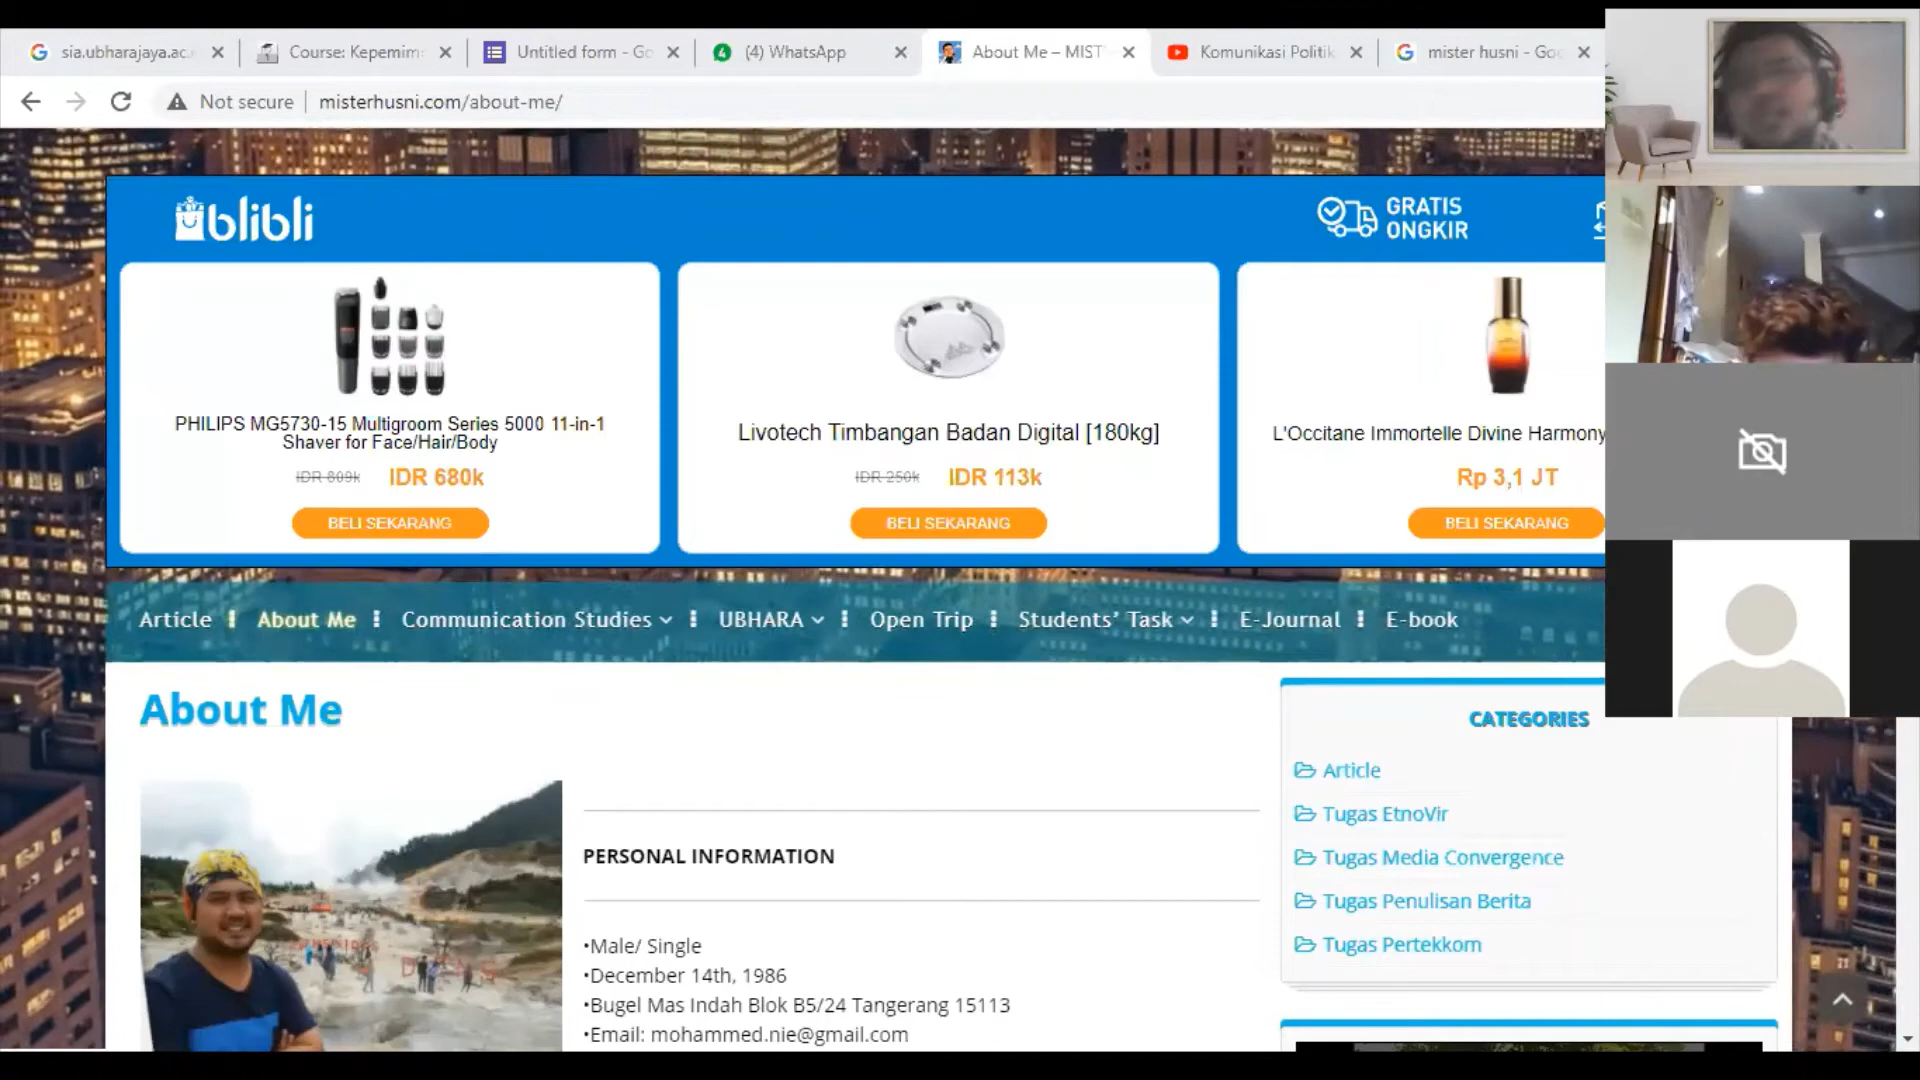 sia.ubharajaya.ac.
Course: Kepemim
Untitled form - Go
(4) WhatsApp
About Me – MIST
Komunikasi Politik
mister husni - Goo
Not secure
misterhusni.com/about-me/
blibli
GRATIS
ONGKIR
PHILIPS MG5730-15 Multigroom Series 5000 11-in-1
Shaver for Face/Hair/Body
IDR 809k IDR 680k
BELI SEKARANG
Livotech Timbangan Badan Digital [180kg]
IDR 250k IDR 113k
BELI SEKARANG
L'Occitane Immortelle Divine Harmony
Rp 3,1 JT
BELI SEKARANG
Article About Me Communication Studies UBHARA Open Trip Students' Task E-Journal E-book
About Me
PERSONAL INFORMATION
•Male/ Single
•December 14th, 1986
•Bugel Mas Indah Blok B5/24 Tangerang 15113
•Email: mohammed.nie@gmail.com
CATEGORIES
Article
Tugas EtnoVir
Tugas Media Convergence
Tugas Penulisan Berita
Tugas Pertekkom